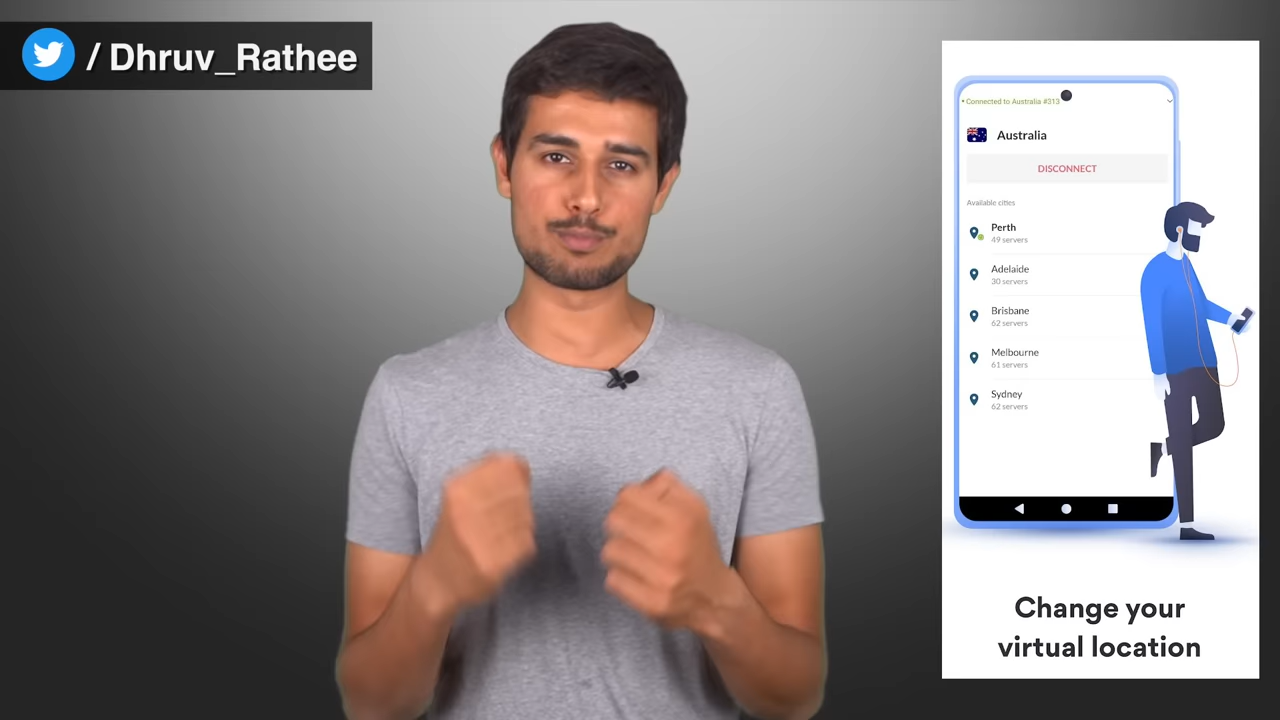 / Dhruv_Rathee
• Connected to Australia #313
Australia
DISCONNECT
Available cities
Perth
49 servers
Adelaide
30 servers
Brisbane
62 servers
Melbourne
61 servers
Sydney
62 servers
Change your
virtual location